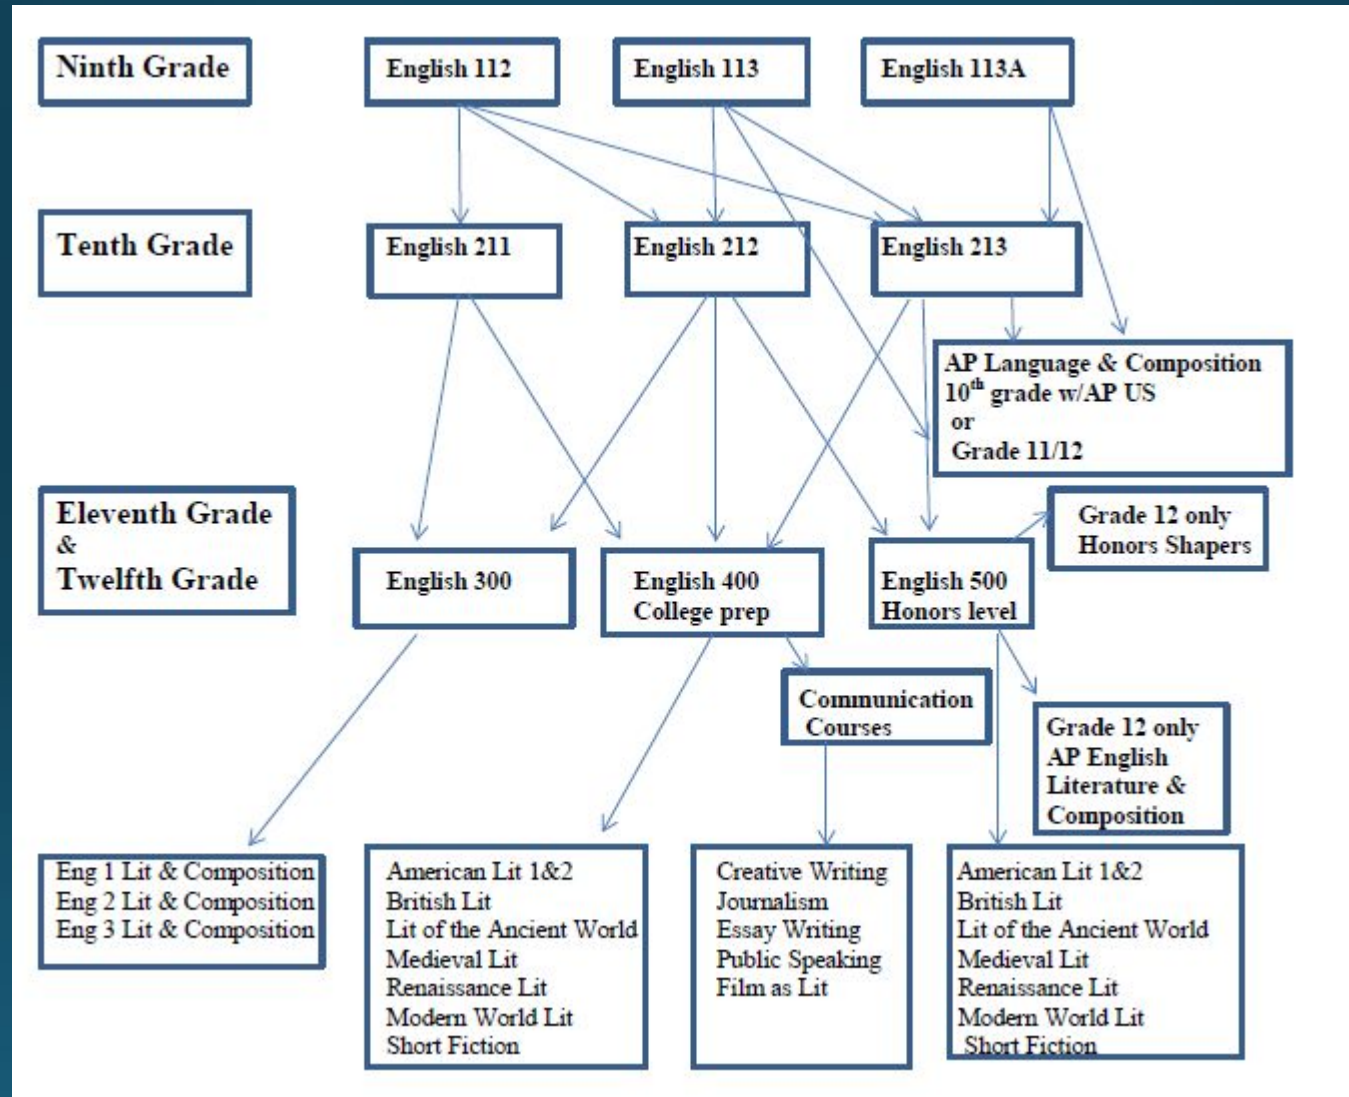 Ninth Grade
English 112
English 113
English 113A
Tenth Grade
English 211
English 212
English 213
AP Language & Composition
10th grade w/AP US
or
Grade 11/12
Eleventh Grade
&
Twelfth Grade
English 300
English 400
College prep
English 500
Honors level
Grade 12 only
Honors Shapers
Communication
Courses
Grade 12 only
AP English
Literature &
Composition
Eng 1 Lit & Composition
Eng 2 Lit & Composition
Eng 3 Lit & Composition
American Lit 1&2
British Lit
Lit of the Ancient World
Medieval Lit
Renaissance Lit
Modern World Lit
Short Fiction
Creative Writing
Journalism
Essay Writing
Public Speaking
Film as Lit
American Lit 1&2
British Lit
Lit of the Ancient World
Medieval Lit
Renaissance Lit
Modern World Lit
Short Fiction